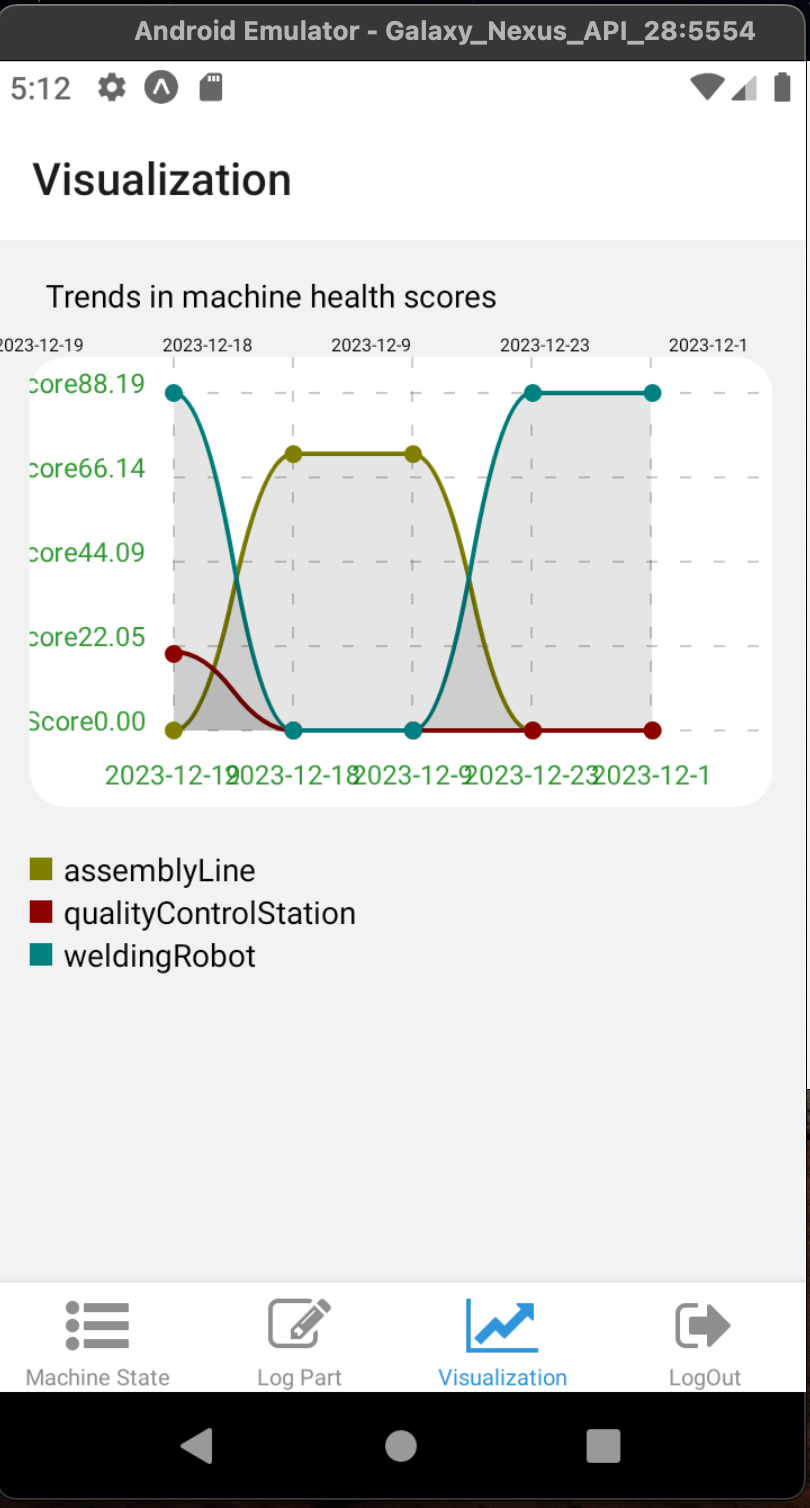 Android Emulator - Galaxy_Nexus_API_28:5554
5:12
Visualization
Trends in machine health scores
2023-12-19 2023-12-18 2023-12-9 2023-12-23 2023-12-1
core88.19
core66.14
core44.09
core22.05
Score0.00
2023-12-19 2023-12-18 2023-12-9 2023-12-23 2023-12-1
assemblyLine
qualityControlStation
weldingRobot
Machine State Log Part Visualization LogOut